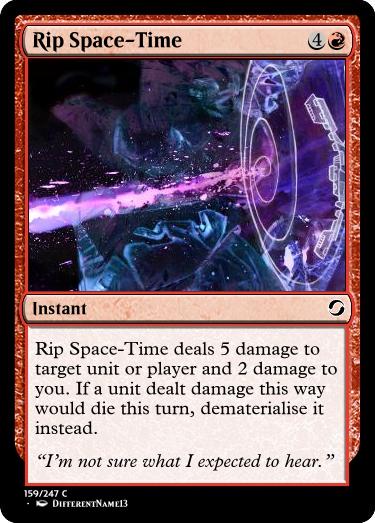 Rip Space-Time 4
Instant
Rip Space-Time deals 5 damage to
target unit or player and 2 damage to
you. If a unit dealt damage this way
would die this turn, dematerialise it
instead.
“I'm not sure what I expected to hear.”
159/247 C
· DifferentName13